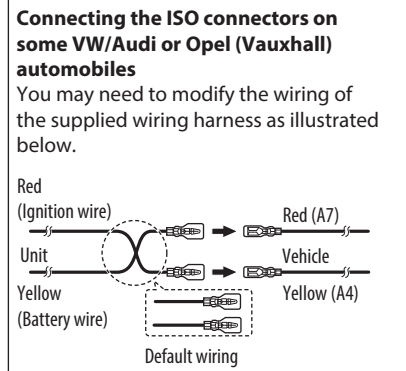 Connecting the ISO connectors on
some VW/Audi or Opel (Vauxhall)
automobiles
You may need to modify the wiring of
the supplied wiring harness as illustrated
below.
Red
(Ignition wire)
Red (A7)
Unit
Vehicle
Yellow
(Battery wire)
Yellow (A4)
Default wiring